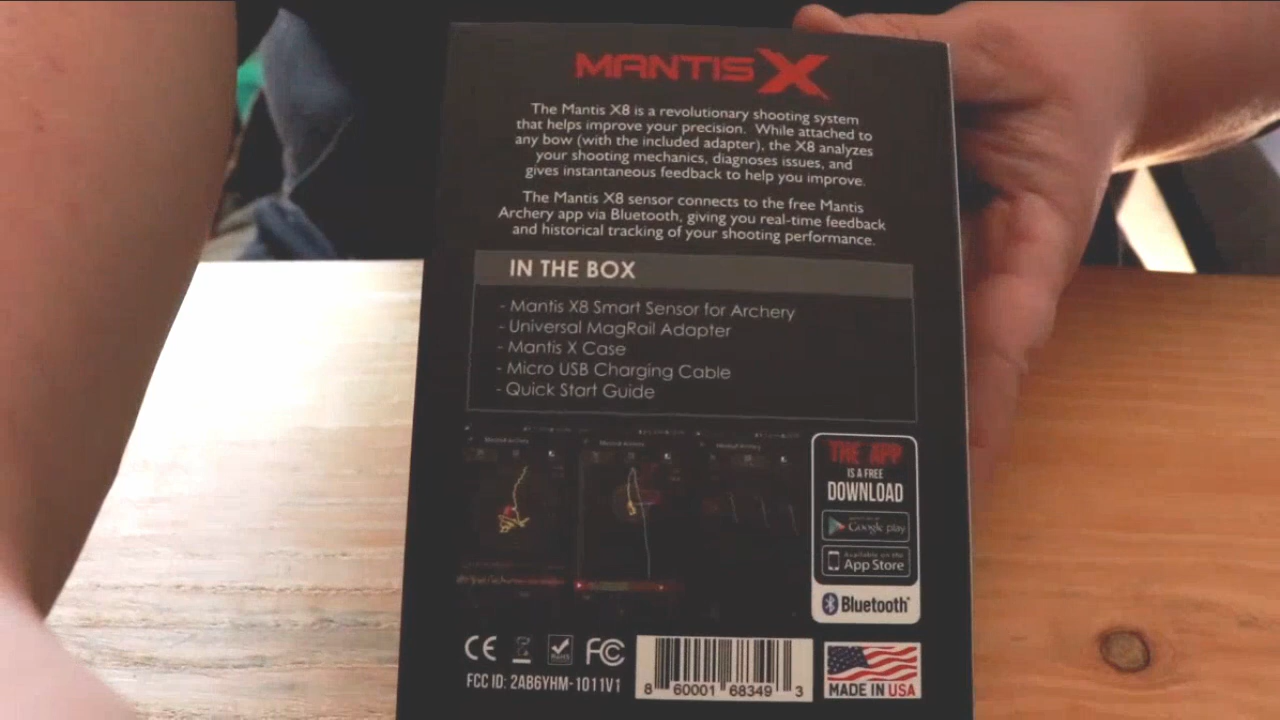 MANTIS X
The Mantis X8 is a revolutionary shooting system
that helps improve your precision. While attached to
any bow (with the included adapter), the X8 analyzes
your shooting mechanics, diagnoses issues, and
gives instantaneous feedback to help you improve.
The Mantis X8 sensor connects to the free Mantis
Archery app via Bluetooth, giving you real-time feedback
and historical tracking of your shooting performance.
IN THE BOX
- Mantis X8 Smart Sensor for Archery
- Universal MagRail Adapter
- Mantis X Case
- Micro USB Charging Cable
- Quick Start Guide
THE APP
IS A FREE
DOWNLOAD
Google play
Available on the
App Store
Bluetooth
CE
FC
FCC ID: 2AB6YHM-1011V1
8 60001 68349 3
MADE IN USA